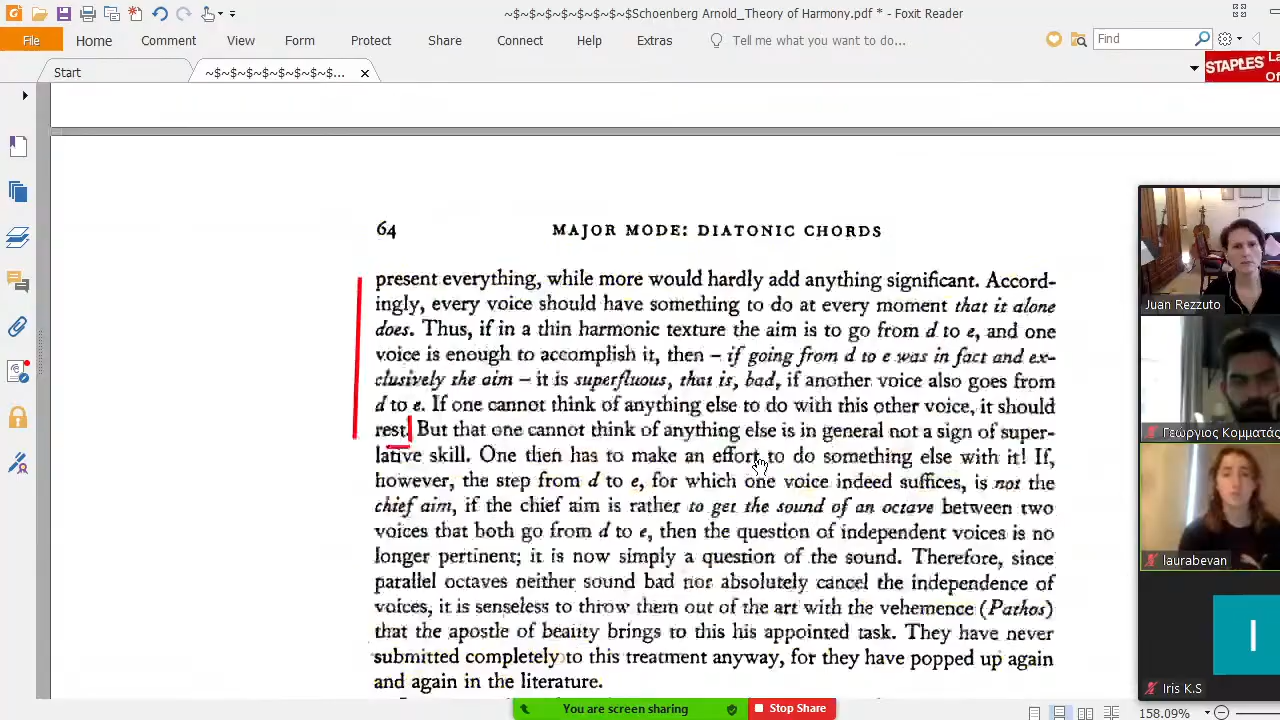 ~$~$~$~$~$~$~$~$Schoenberg Arnold_Theory of Harmony.pdf * - Foxit Reader
File Home Comment View Form Protect Share Connect Help Extras Tell me what you want to do... Find
Start ~$~$~$~$~$~$~$~$... STAPLES La
Of
64 MAJOR MODE: DIATONIC CHORDS
present everything, while more would hardly add anything significant. Accord-
ingly, every voice should have something to do at every moment that it alone
does. Thus, if in a thin harmonic texture the aim is to go from d to e, and one
voice is enough to accomplish it, then – if going from d to e was in fact and ex-
clusively the aim – it is superfluous, that is, bad, if another voice also goes from
d to e. If one cannot think of anything else to do with this other voice, it should
rest. But that one cannot think of anything else is in general not a sign of super-
lative skill. One then has to make an effort to do something else with it! If,
however, the step from d to e, for which one voice indeed suffices, is not the
chief aim, if the chief aim is rather to get the sound of an octave between two
voices that both go from d to e, then the question of independent voices is no
longer pertinent; it is now simply a question of the sound. Therefore, since
parallel octaves neither sound bad nor absolutely cancel the independence of
voices, it is senseless to throw them out of the art with the vehemence (Pathos)
that the apostle of beauty brings to this his appointed task. They have never
submitted completely to this treatment anyway, for they have popped up again
and again in the literature.
Juan Rezzuto
Γεώργιος Κομματάς
laurabevan
I
Iris K.S
You are screen sharing Stop Share
158.09%